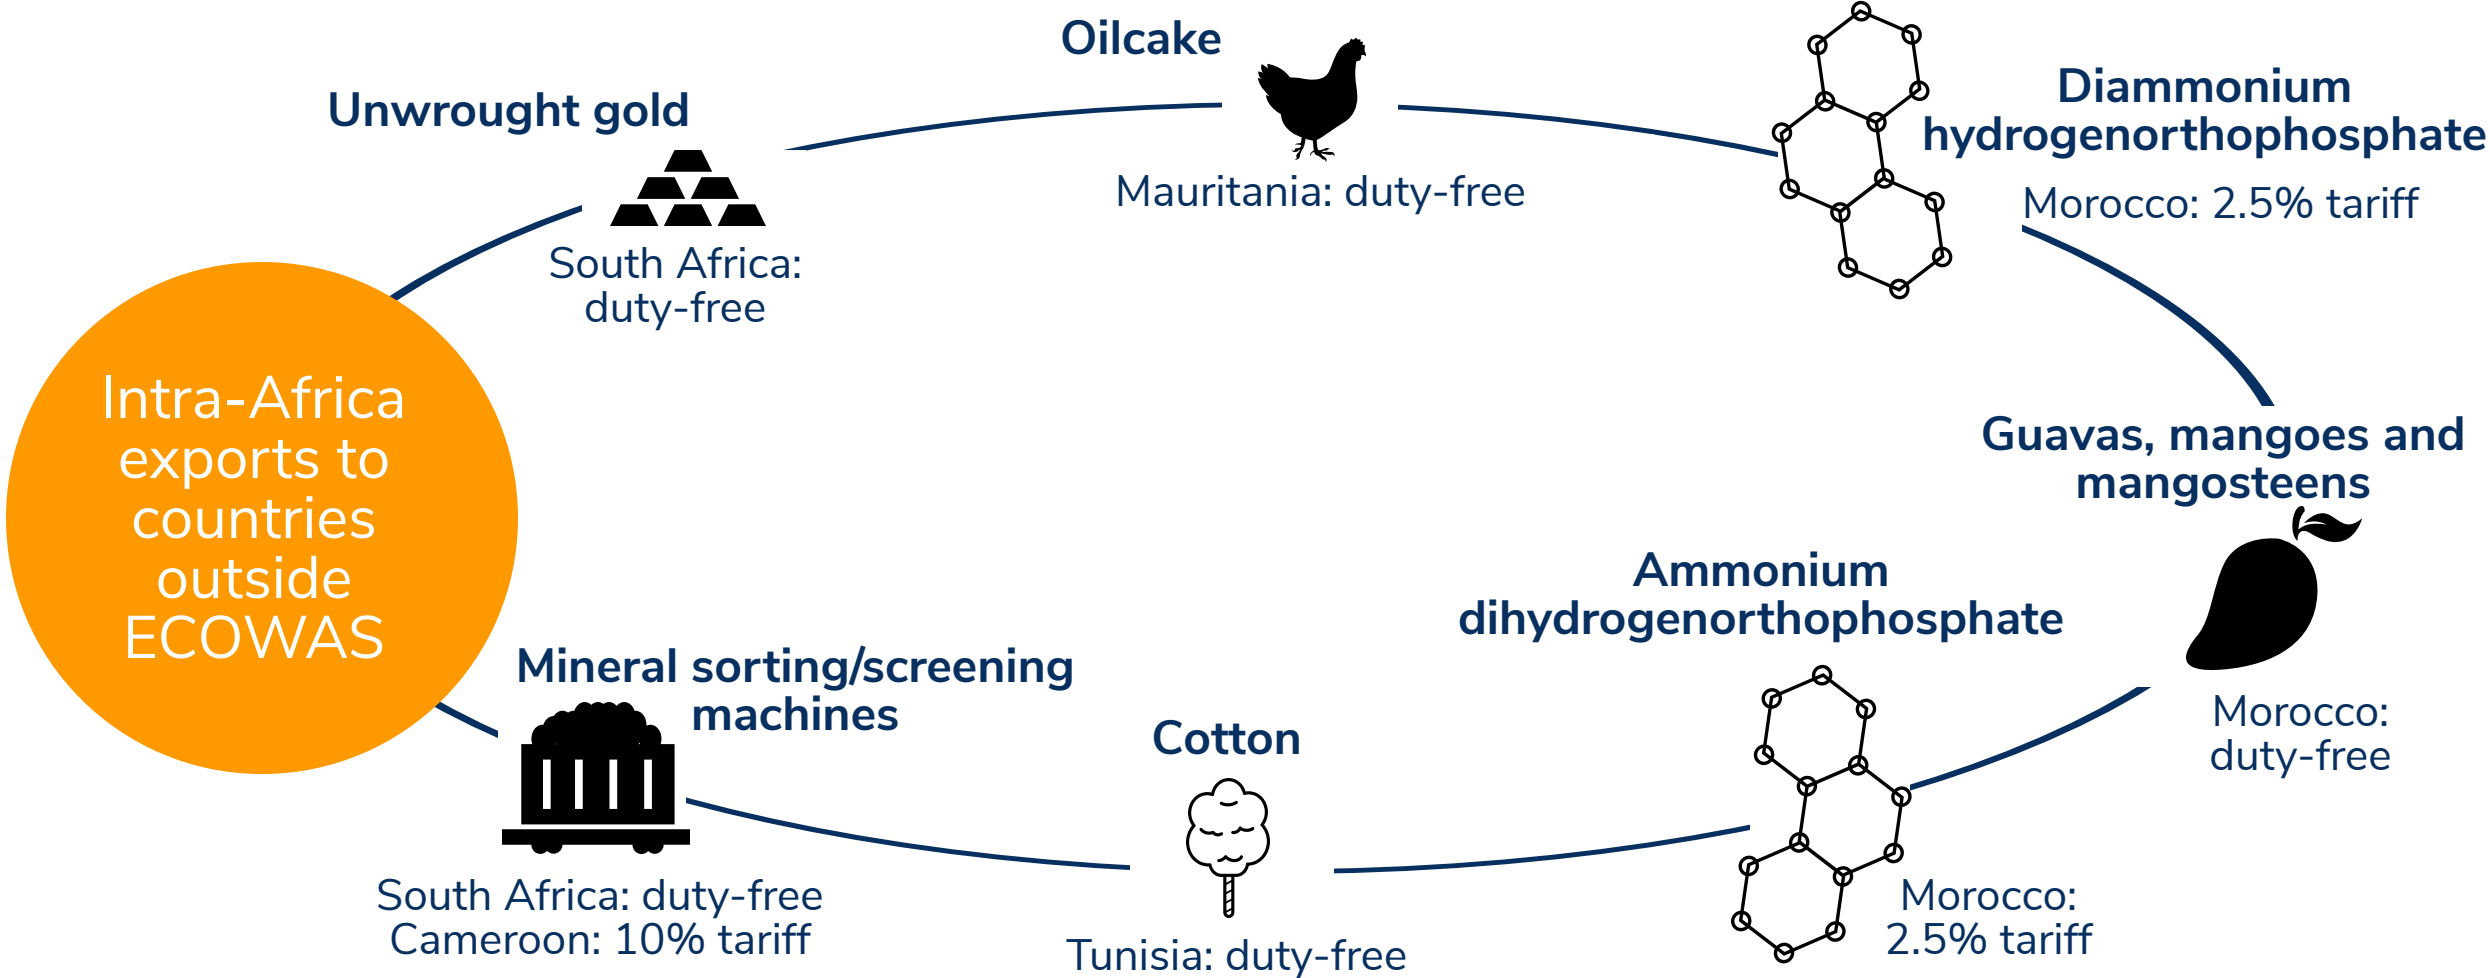 Intra-Africa
exports to
countries
outside
ECOWAS
Unwrought gold
South Africa:
duty-free
Oilcake
Mauritania: duty-free
Diammonium
hydrogenorthophosphate
Morocco: 2.5% tariff
Guavas, mangoes and
mangosteens
Morocco:
duty-free
Ammonium
dihydrogenorthophosphate
Morocco:
2.5% tariff
Cotton
Tunisia: duty-free
Mineral sorting/screening
machines
South Africa: duty-free
Cameroon: 10% tariff